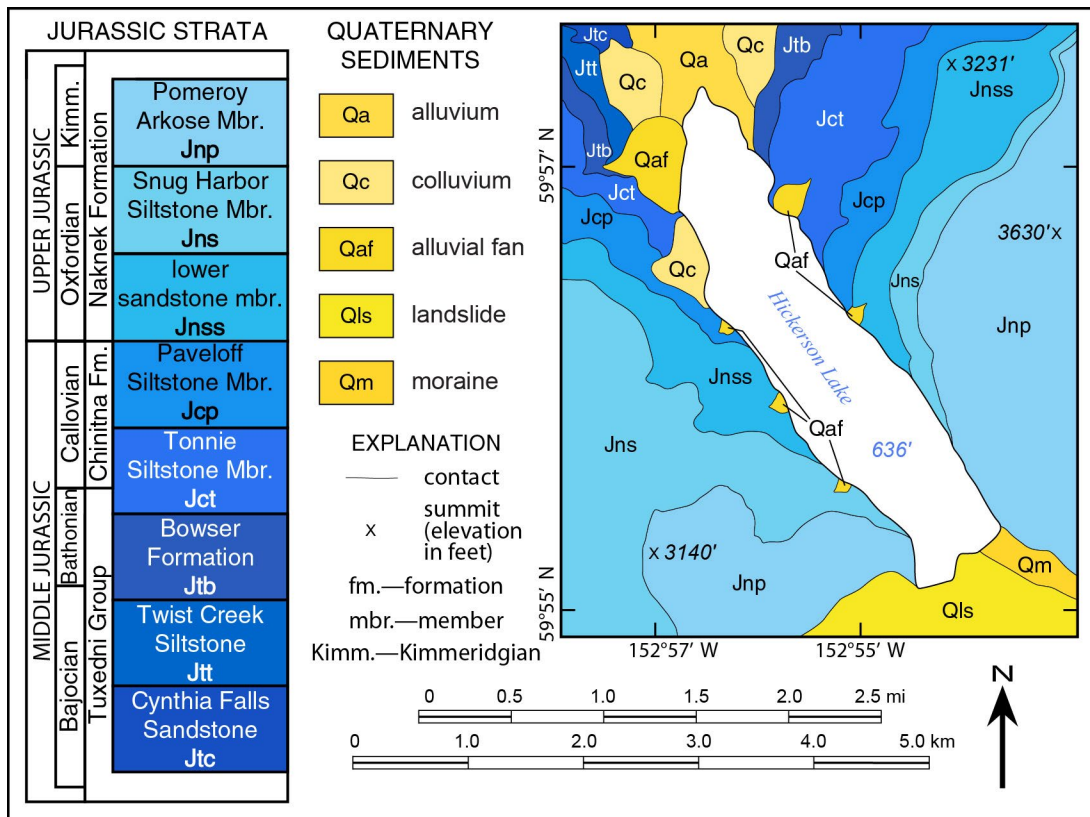 JURASSIC STRATA
UPPER JURASSIC
MIDDLE JURASSIC
Kimm.
Oxfordian
Callovian
Bathonian
Bajocian
Naknek Formation
Chinitna Fm.
Tuxedni Group
Pomeroy
Arkose Mbr.
Jnp
Snug Harbor
Siltstone Mbr.
Jns
lower
sandstone mbr.
Jnss
Paveloff
Siltstone Mbr.
Jcp
Tonnie
Siltstone Mbr.
Jct
Bowser
Formation
Jtb
Twist Creek
Siltstone
Jtt
Cynthia Falls
Sandstone
Jtc
QUATERNARY
SEDIMENTS
Qa alluvium
Qc colluvium
Qaf alluvial fan
Qls landslide
Qm moraine
EXPLANATION
contact
x summit
(elevation
in feet)
fm.—formation
mbr.—member
Kimm.—Kimmeridgian
Jtc
Qc
Jtb
Qa
x 3231'
Jtt
Qc
Jnss
Jct
Jtb
Qaf
59°57' N
Jct
Jcp
Jcp
3630' x
Qaf
Qc
Jns
Hickerson Lake
Jnp
Jnss
Qaf
Jns
636'
x 3140'
Jnp
Qm
Qls
59°55' N
152°57' W
152°55' W
0 0.5 1.0 1.5 2.0 2.5 mi
0 1.0 2.0 3.0 4.0 5.0 km
N